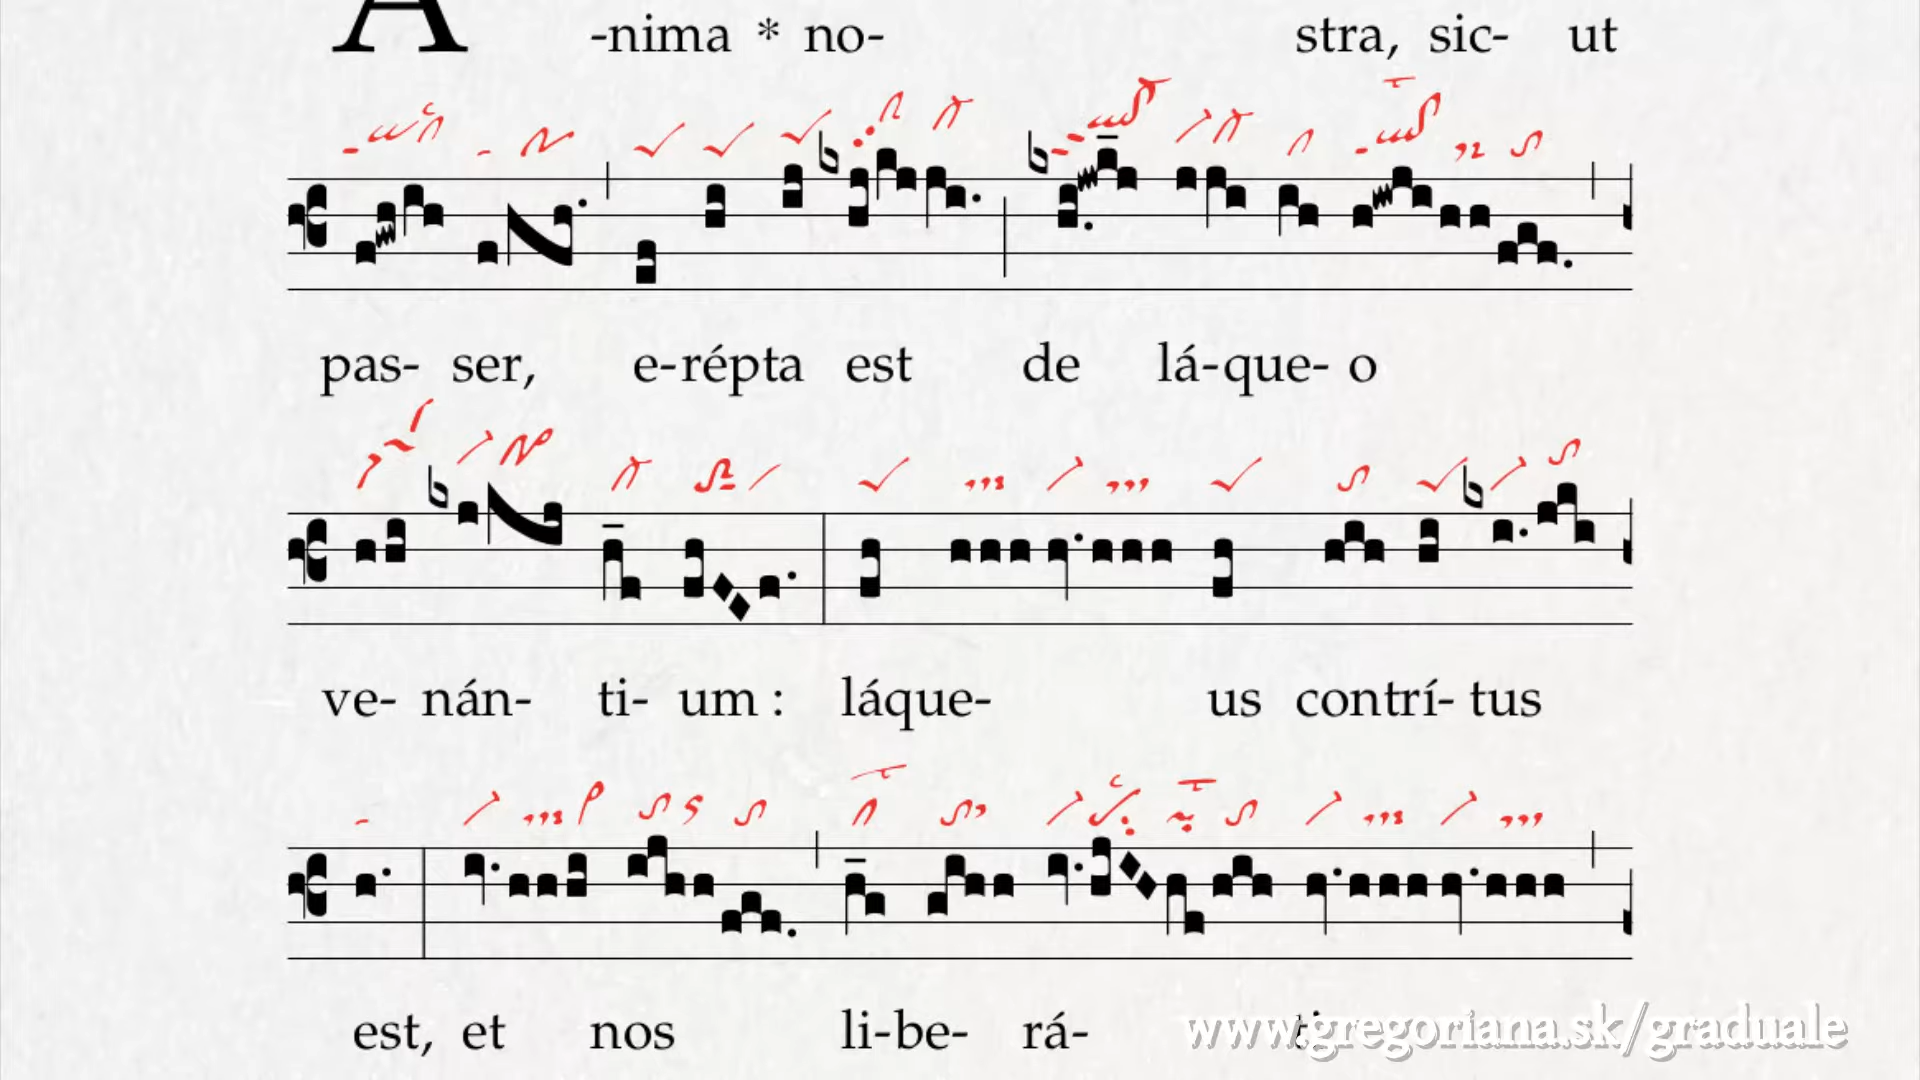 A -nima * no- stra, sic- ut
pas- ser, e-répta est de lá-que- o
ve- nán- ti- um : láque- us contrí- tus
est, et nos li-be- rá- ti
www.gregoriana.sk/graduale